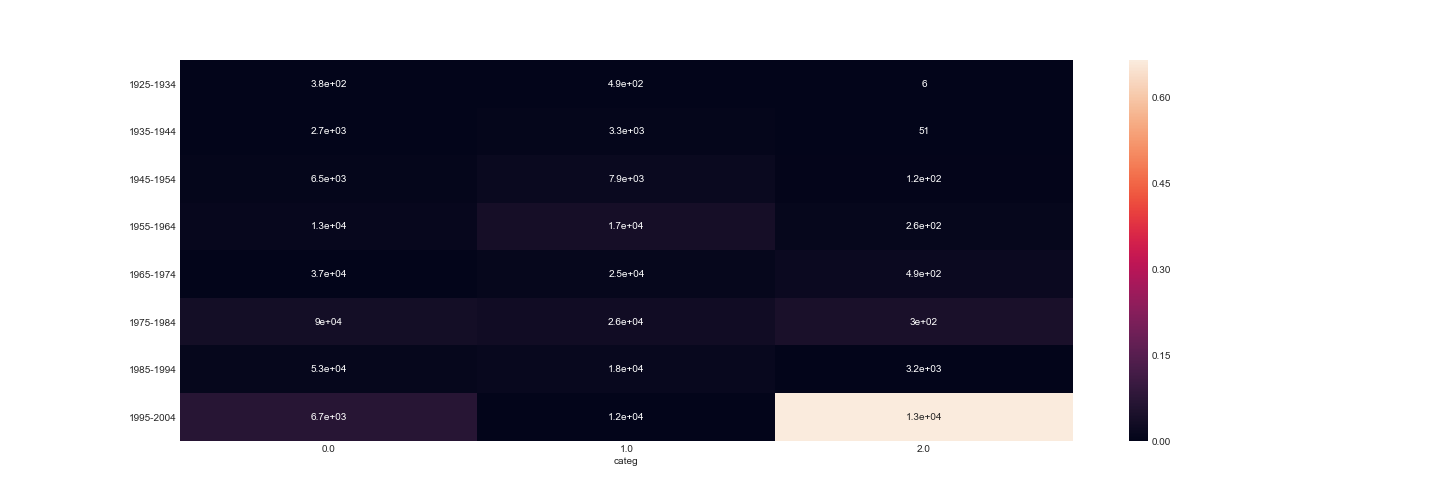 1925-1934 3.8e+02 4.9e+02 6
1935-1944 2.7e+03 3.3e+03 51
1945-1954 6.5e+03 7.9e+03 1.2e+02
1955-1964 1.3e+04 1.7e+04 2.6e+02
1965-1974 3.7e+04 2.5e+04 4.9e+02
1975-1984 9e+04 2.6e+04 3e+02
1985-1994 5.3e+04 1.8e+04 3.2e+03
1995-2004 6.7e+03 1.2e+04 1.3e+04
0.0 1.0 2.0
categ
0.60
0.45
0.30
0.15
0.00